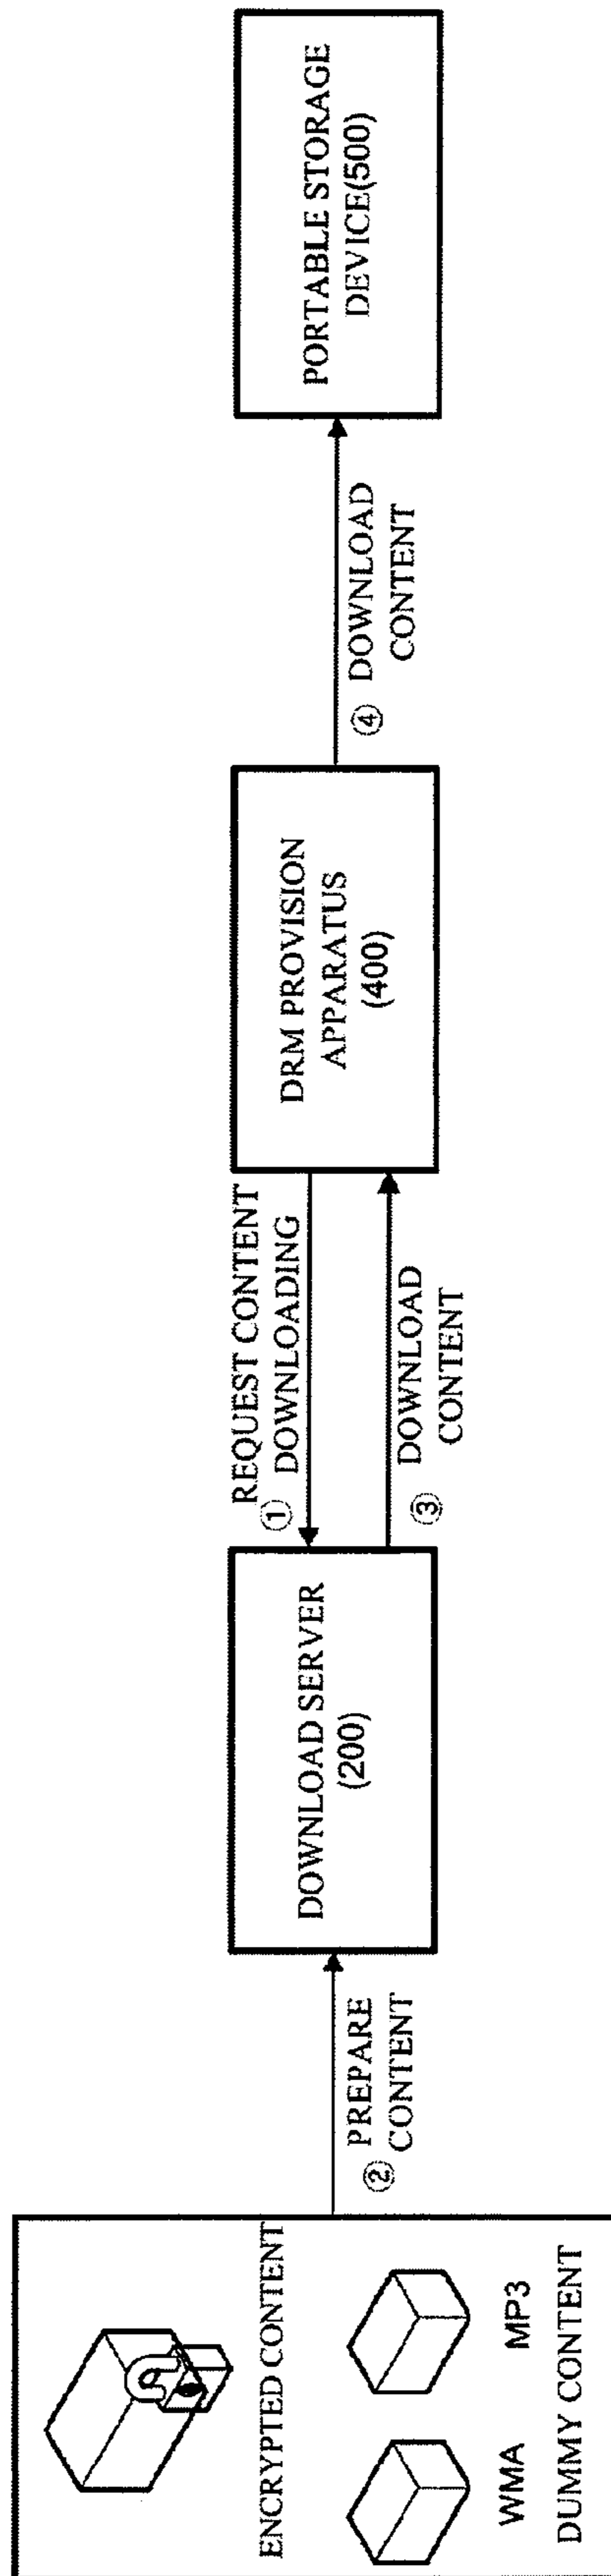 ENCRYPTED CONTENT
WMA
MP3
DUMMY CONTENT
② PREPARE
CONTENT
DOWNLOAD SERVER
(200)
REQUEST CONTENT
① DOWNLOADING
③ DOWNLOAD
CONTENT
DRM PROVISION
APPARATUS
(400)
④ DOWNLOAD
CONTENT
PORTABLE STORAGE
DEVICE(500)